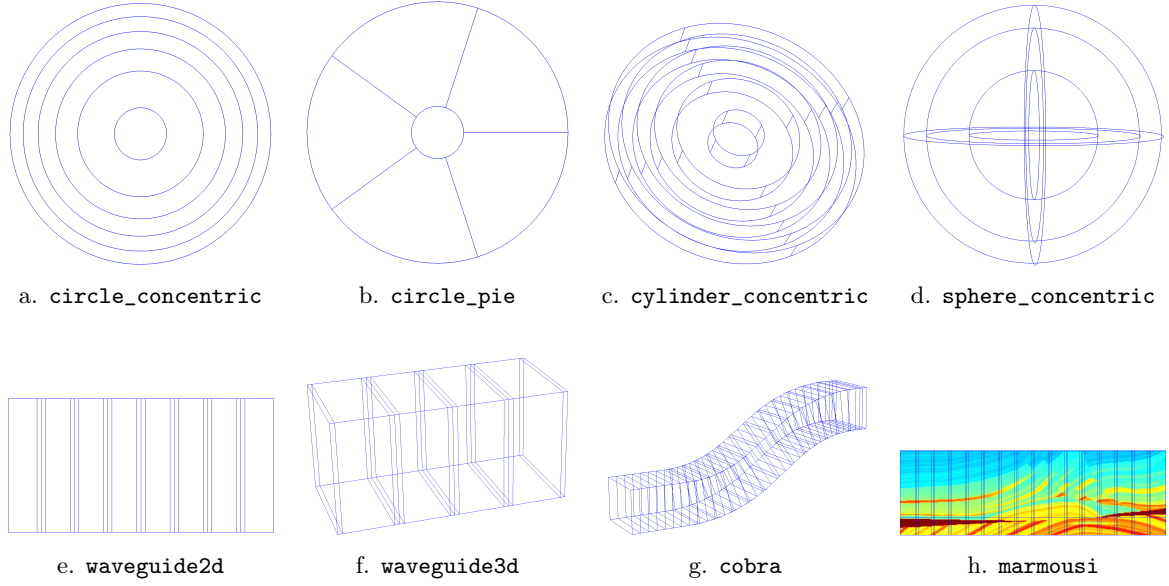 a. circle_concentric
b. circle_pie
c. cylinder_concentric
d. sphere_concentric
e. waveguide2d
f. waveguide3d
g. cobra
h. marmousi